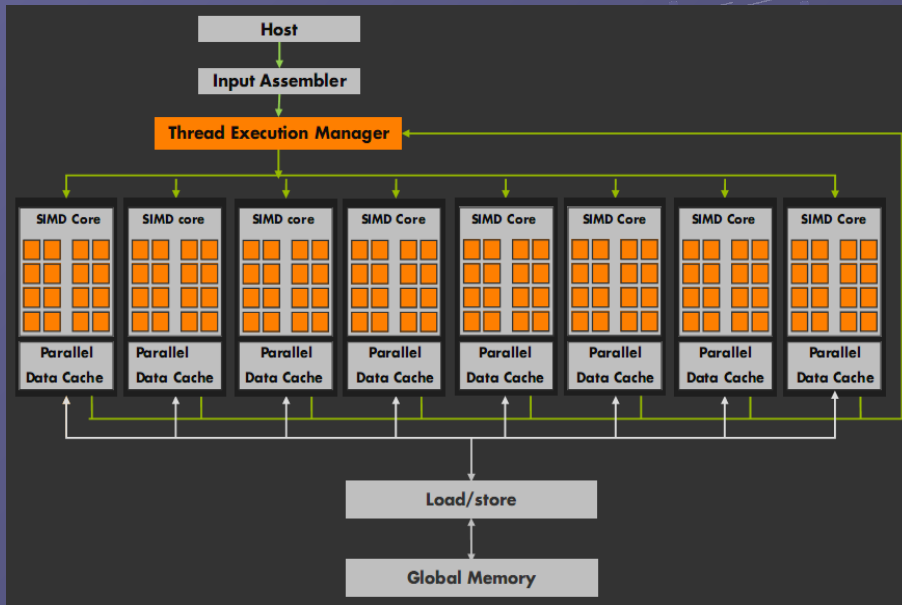 Host
Input Assembler
Thread Execution Manager
SIMD Core
SIMD core
SIMD core
SIMD Core
SIMD Core
SIMD Core
SIMD Core
SIMD Core
Parallel
Data Cache
Parallel
Data Cache
Parallel
Data Cache
Parallel
Data Cache
Parallel
Data Cache
Parallel
Data Cache
Parallel
Data Cache
Parallel
Data Cache
Load/store
Global Memory